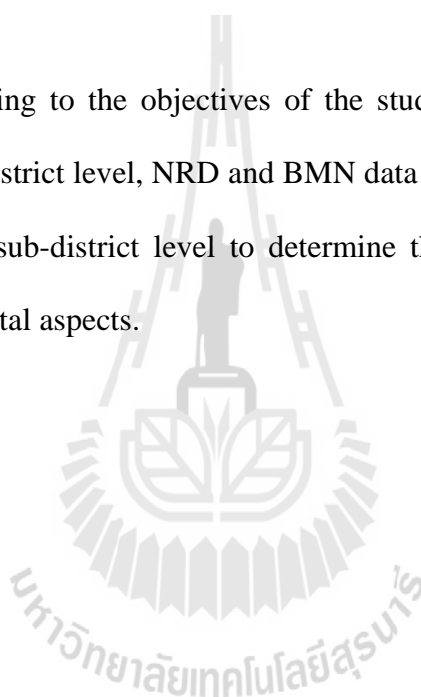 ing to the objectives of the stud
strict level, NRD and BMN data
sub-district level to determine th
tal aspects.
มหาวิทยาลัยเทคโนโลยีสุรนารี